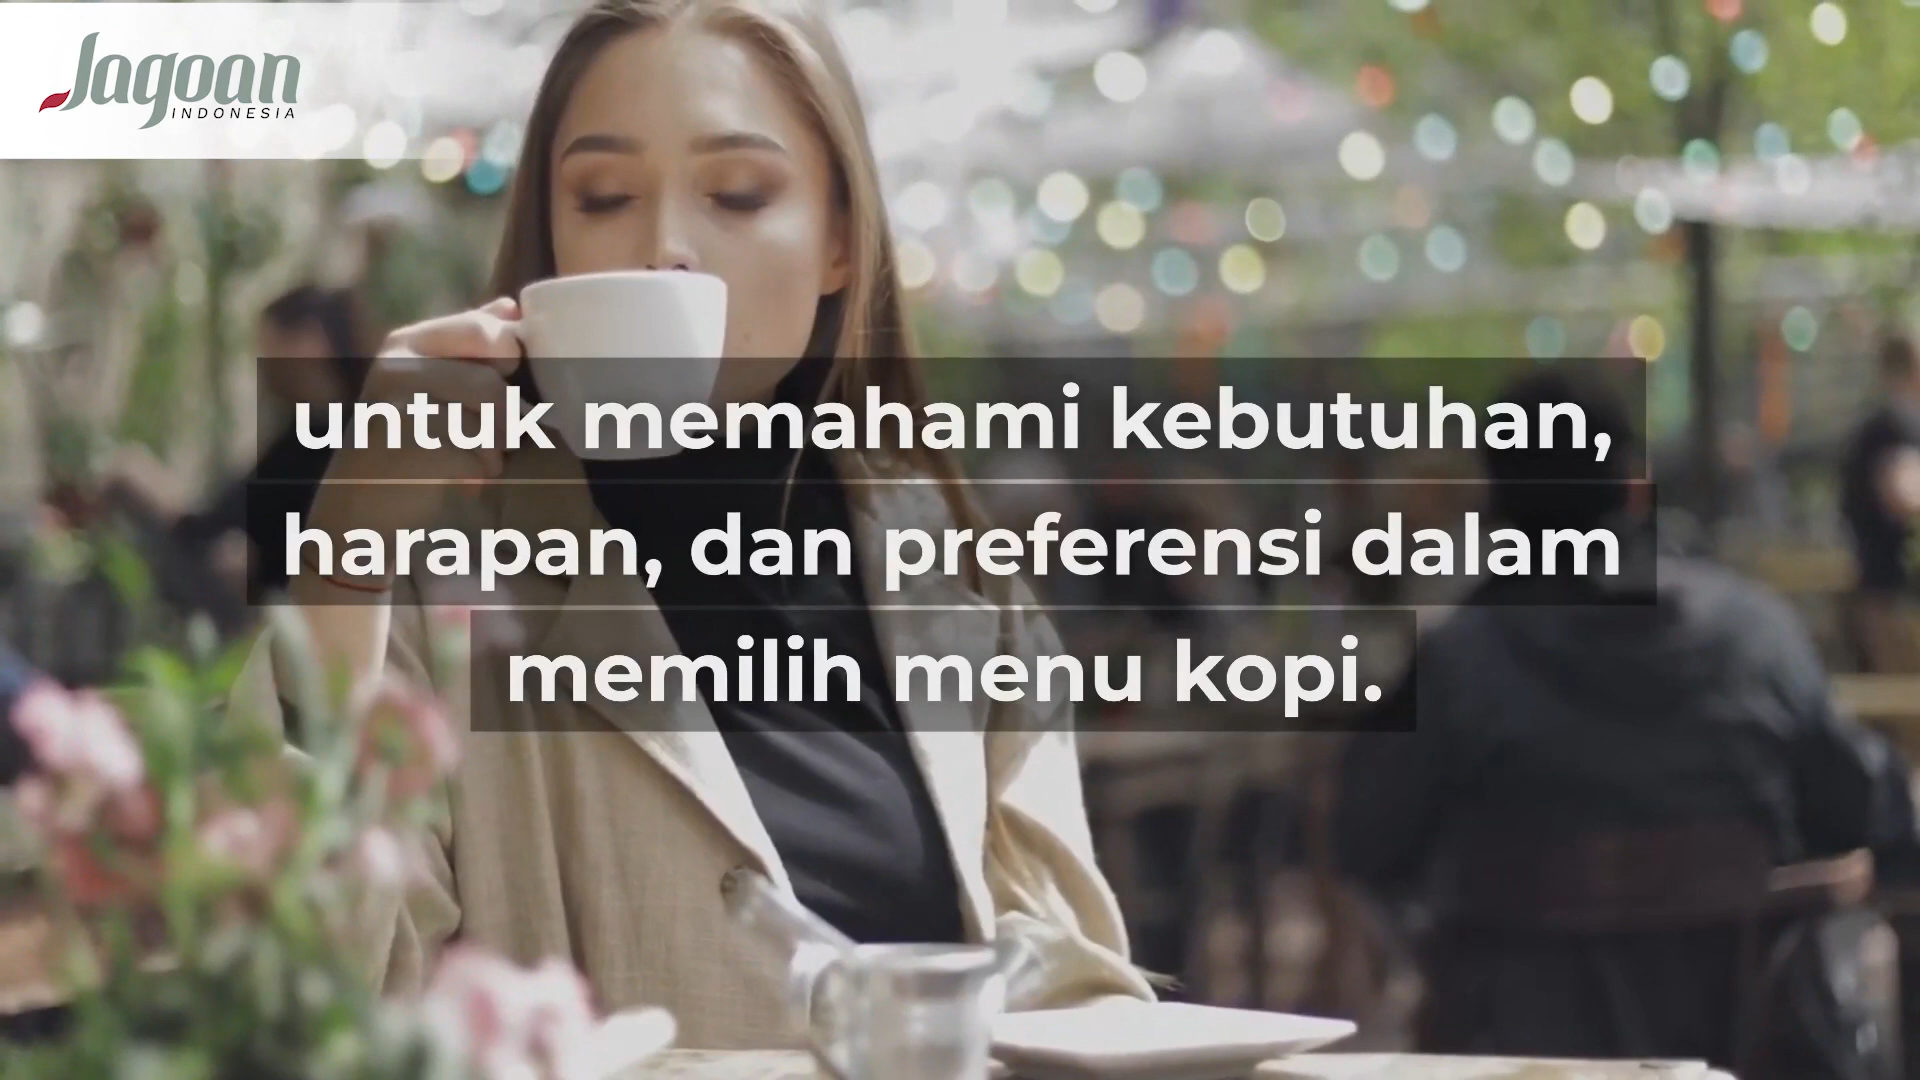 Jagoan
INDONESIA
untuk memahami kebutuhan,
harapan, dan preferensi dalam
memilih menu kopi.